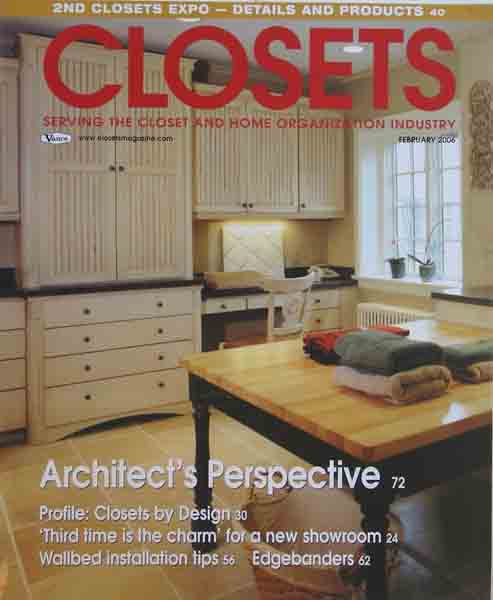 2ND CLOSETS EXPO – DETAILS AND PRODUCTS 40
CLOSETS
SERVING THE CLOSET AND HOME ORGANIZATION INDUSTRY
Vance www.closetsmagazine.com FEBRUARY 2006
Architect's Perspective 72
Profile: Closets by Design 30
'Third time is the charm' for a new showroom 24
Wallbed installation tips 56 Edgebanders 62